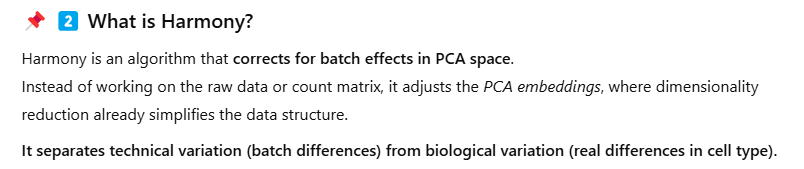 📌 2️⃣ What is Harmony?
Harmony is an algorithm that corrects for batch effects in PCA space.
Instead of working on the raw data or count matrix, it adjusts the PCA embeddings, where dimensionality
reduction already simplifies the data structure.
It separates technical variation (batch differences) from biological variation (real differences in cell type).